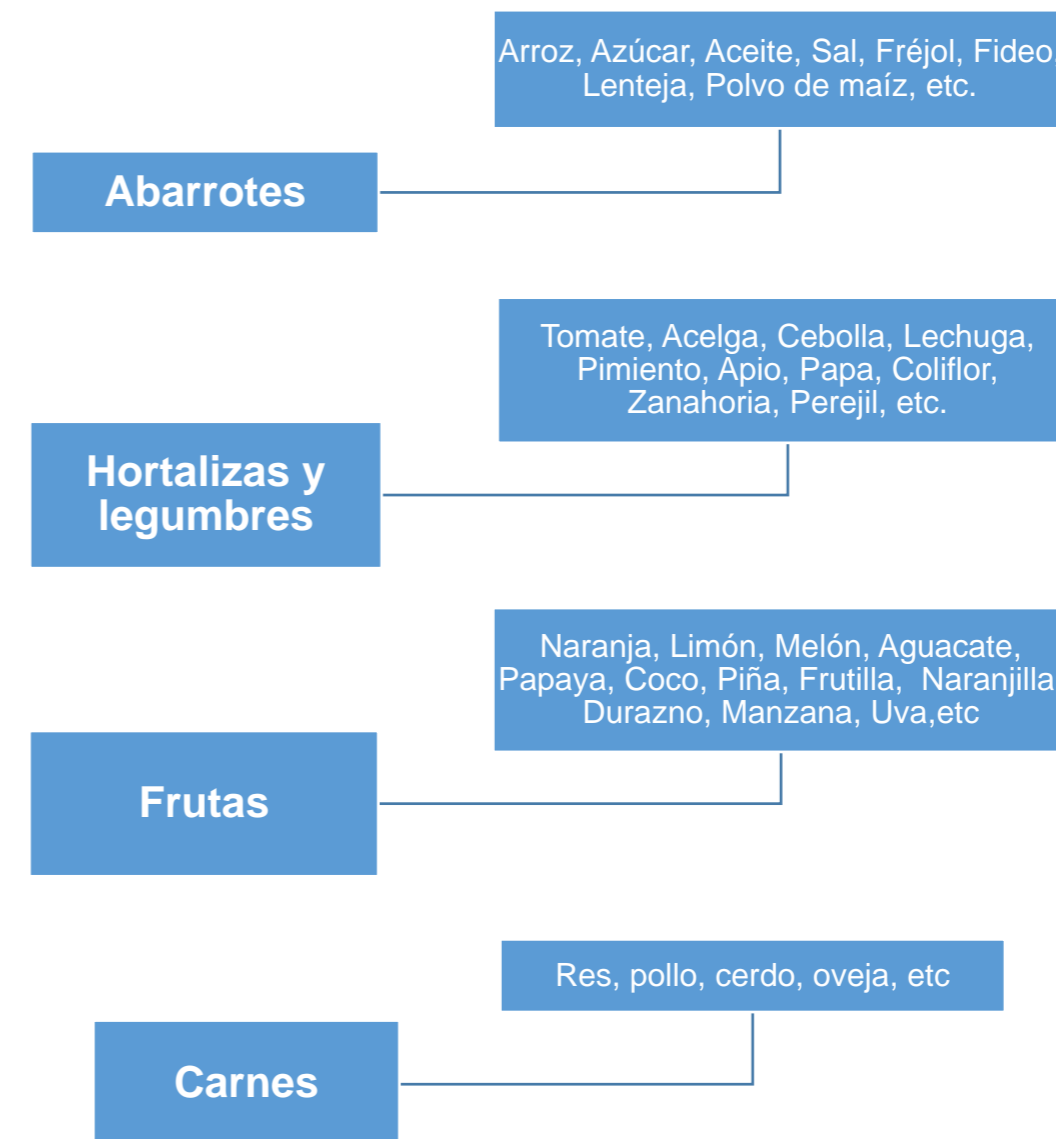 Arroz, Azúcar, Aceite, Sal, Fréjol, Fideo,
Lenteja, Polvo de maíz, etc.
Abarrotes
Tomate, Acelga, Cebolla, Lechuga,
Pimiento, Apio, Papa, Coliflor,
Zanahoria, Perejil, etc.
Hortalizas y
legumbres
Naranja, Limón, Melón, Aguacate,
Papaya, Coco, Piña, Frutilla,  Naranjilla
Durazno, Manzana, Uva,etc
Frutas
Res, pollo, cerdo, oveja, etc
Carnes